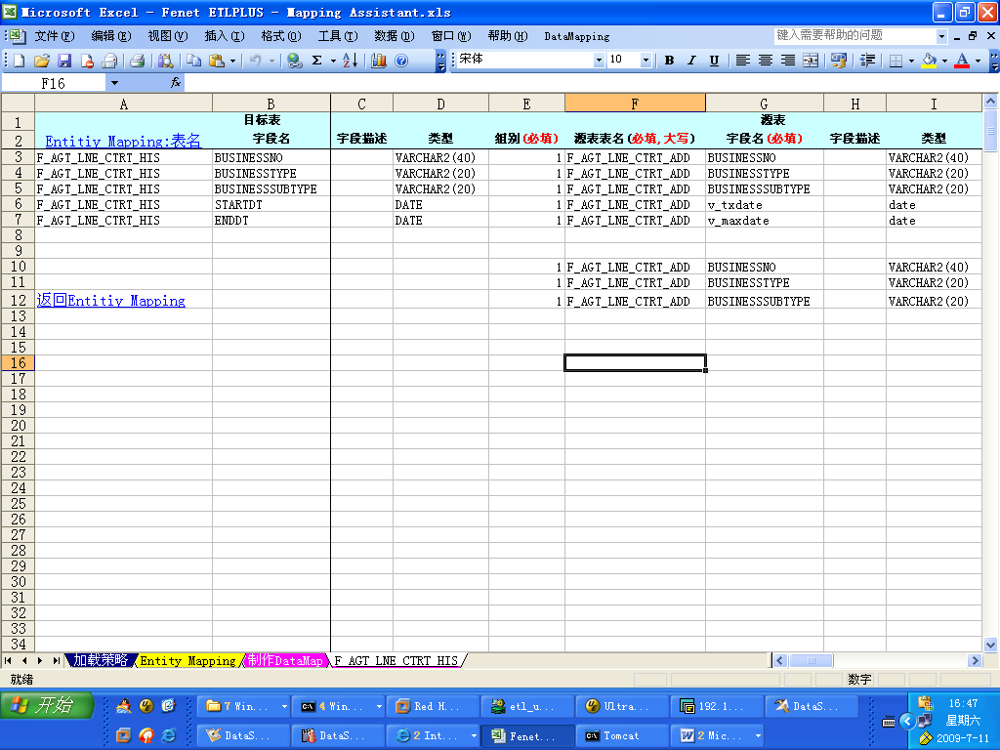 Microsoft Excel - Fenet ETLPLUS - Mapping Assistant.xls
文件(F) 编辑(E) 视图(V) 插入(I) 格式(O) 工具(T) 数据(D) 窗口(W) 帮助(H) DataMapping 键入需要帮助的问题
宋体 10 B I U
F16 fx
A B C D E F G H I
1 目标表 源表
2 Entitiy Mapping:表名 字段名 字段描述 类型 组别(必填) 源表表名(必填,大写) 字段名(必填) 字段描述 类型
3 F_AGT_LNE_CTRT_HIS BUSINESSNO VARCHAR2(40) 1 F_AGT_LNE_CTRT_ADD BUSINESSNO VARCHAR2(40)
4 F_AGT_LNE_CTRT_HIS BUSINESSTYPE VARCHAR2(20) 1 F_AGT_LNE_CTRT_ADD BUSINESSTYPE VARCHAR2(20)
5 F_AGT_LNE_CTRT_HIS BUSINESSSUBTYPE VARCHAR2(20) 1 F_AGT_LNE_CTRT_ADD BUSINESSSUBTYPE VARCHAR2(20)
6 F_AGT_LNE_CTRT_HIS STARTDT DATE 1 F_AGT_LNE_CTRT_ADD v_txdate date
7 F_AGT_LNE_CTRT_HIS ENDDT DATE 1 F_AGT_LNE_CTRT_ADD v_maxdate date
8
9
10 1 F_AGT_LNE_CTRT_ADD BUSINESSNO VARCHAR2(40)
11 1 F_AGT_LNE_CTRT_ADD BUSINESSTYPE VARCHAR2(20)
12 返回Entitiy Mapping 1 F_AGT_LNE_CTRT_ADD BUSINESSSUBTYPE VARCHAR2(20)
13
14
15
16
17
18
19
20
21
22
23
24
25
26
27
28
29
30
31
32
33
34
加载策略 Entity Mapping 制作DataMap F_AGT_LNE_CTRT_HIS
就绪 数字
开始 7 Win... 4 Win... Red H... etl_u... Ultra... 192.1... DataS... 16:47
星期六
DataS... DataS... 2 Int... Fenet... Tomcat 2 Mic... 2009-7-11